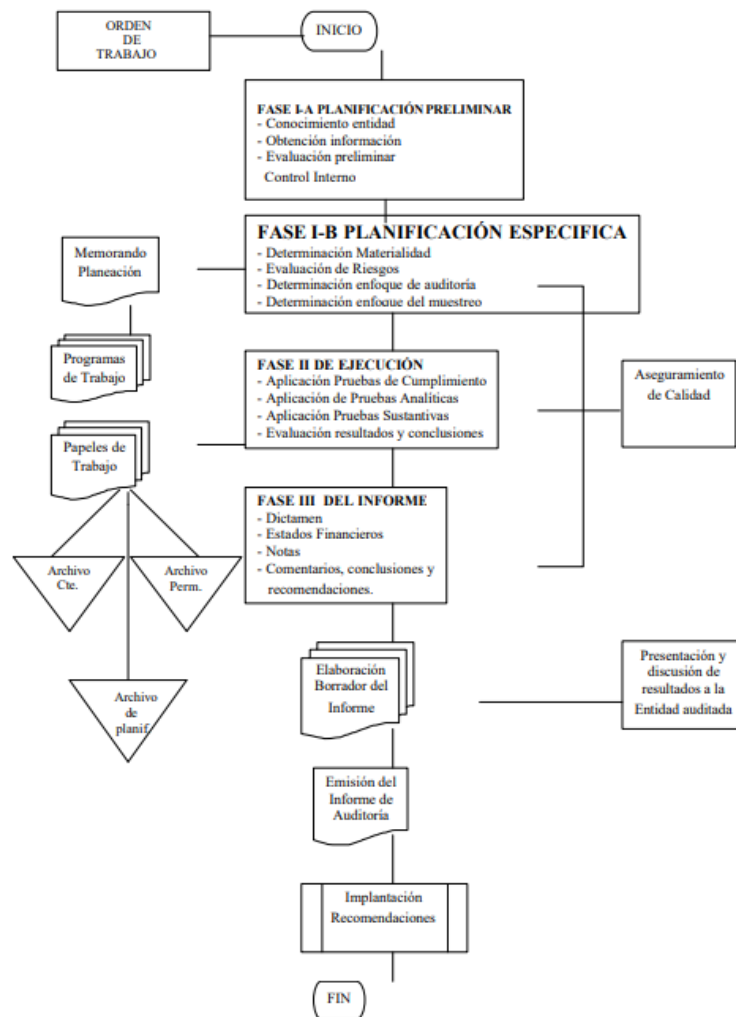 ORDEN
DE
TRABAJO
INICIO
FASE I-A PLANIFICACIÓN PRELIMINAR
- Conocimiento entidad
- Obtención información
- Evaluación preliminar
Control Interno
FASE I-B PLANIFICACIÓN ESPECIFICA
- Determinación Materialidad
- Evaluación de Riesgos
- Determinación enfoque de auditoría
- Determinación enfoque del muestreo
Memorando
Planeación
Programas
de Trabajo
FASE II DE EJECUCIÓN
- Aplicación Pruebas de Cumplimiento
- Aplicación de Pruebas Analíticas
- Aplicación Pruebas Sustantivas
- Evaluación resultados y conclusiones
Aseguramiento
de Calidad
Papeles de
Trabajo
FASE III DEL INFORME
- Dictamen
- Estados Financieros
- Notas
- Comentarios, conclusiones y
recomendaciones.
Archivo
Cte.
Archivo
Perm.
Archivo
de
planif.
Elaboración
Borrador del
Informe
Presentación y
discusión de
resultados a la
Entidad auditada
Emisión del
Informe de
Auditoría
Implantación
Recomendaciones
FIN